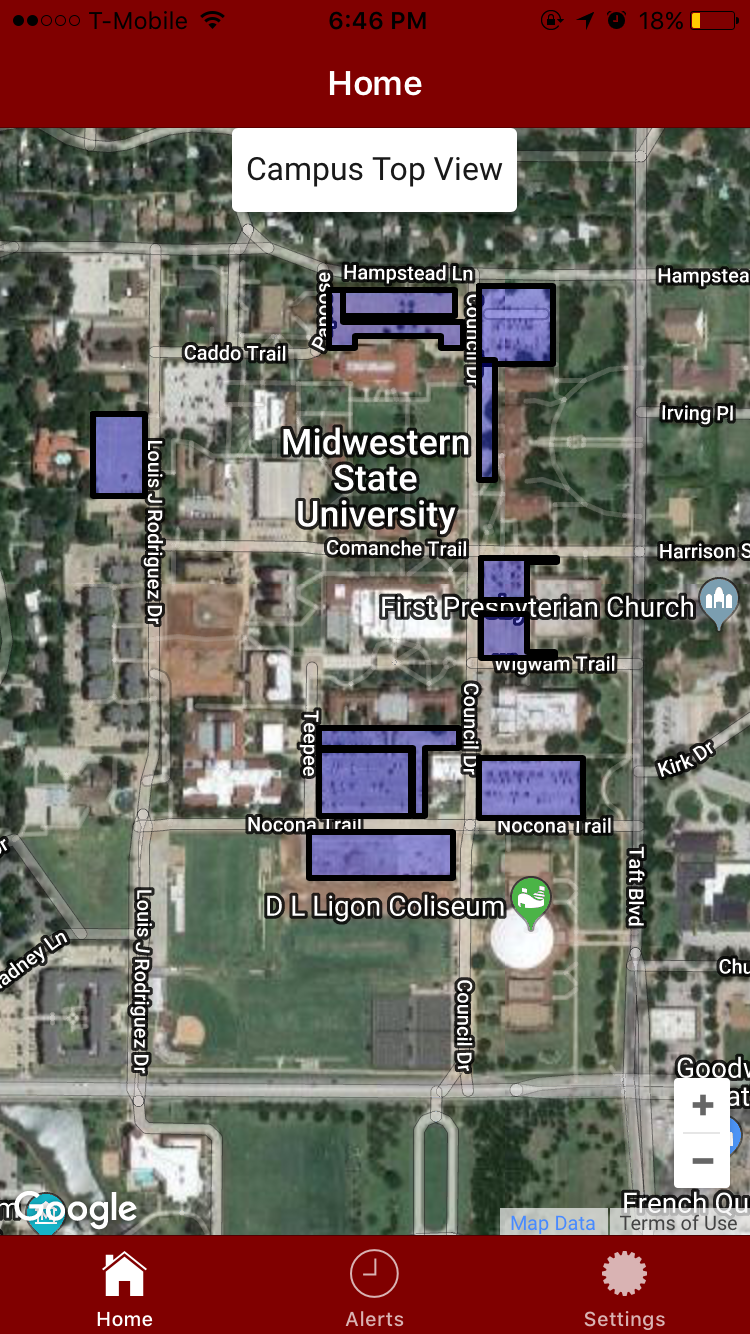 T-Mobile 6:46 PM 18%
Home
Campus Top View
Hampstead Ln
Hampstea
Papoose
Council Dr
Caddo Trail
Irving Pl
Midwestern
State
University
Louis J Rodriguez Dr
Comanche Trail
Harrison S
First Presbyterian Church
Wigwam Trail
Council Dr
Teepee
Kirk Dr
Nocona Trail
Nocona Trail
Taft Blvd
D L Ligon Coliseum
Louis J Rodriguez Dr
adney Ln
Chu
Council Dr
Goodw
at
+
−
French Qu
m
Google
Map Data
Terms of Use
Home
Alerts
Settings